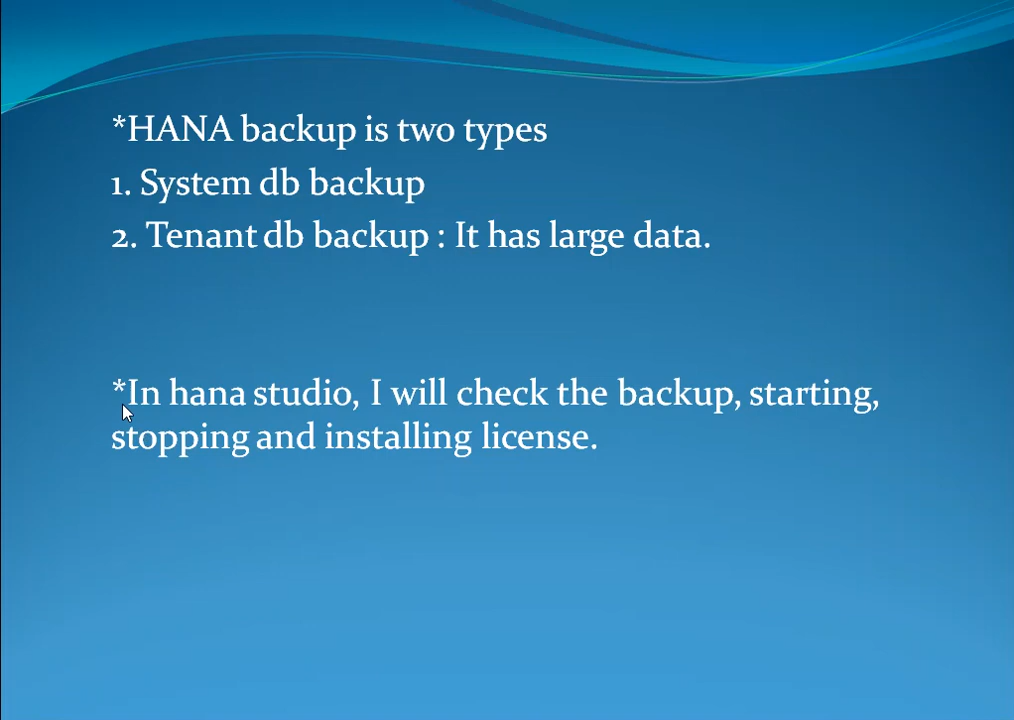 *HANA backup is two types
1. System db backup
2. Tenant db backup : It has large data.
*In hana studio, I will check the backup, starting,
stopping and installing license.